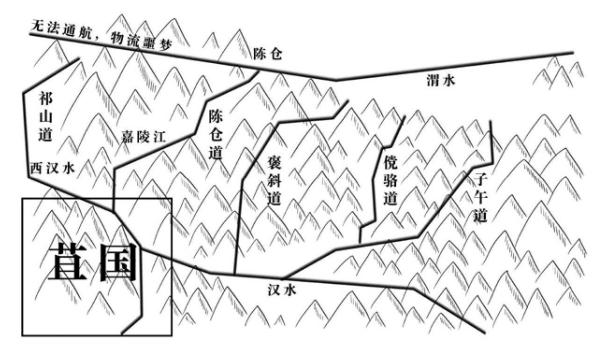 无法通航，物流噩梦
陈仓
渭水
祁山道
嘉陵江
陈仓道
褒斜道
傥骆道
子午道
西汉水
苴国
汉水